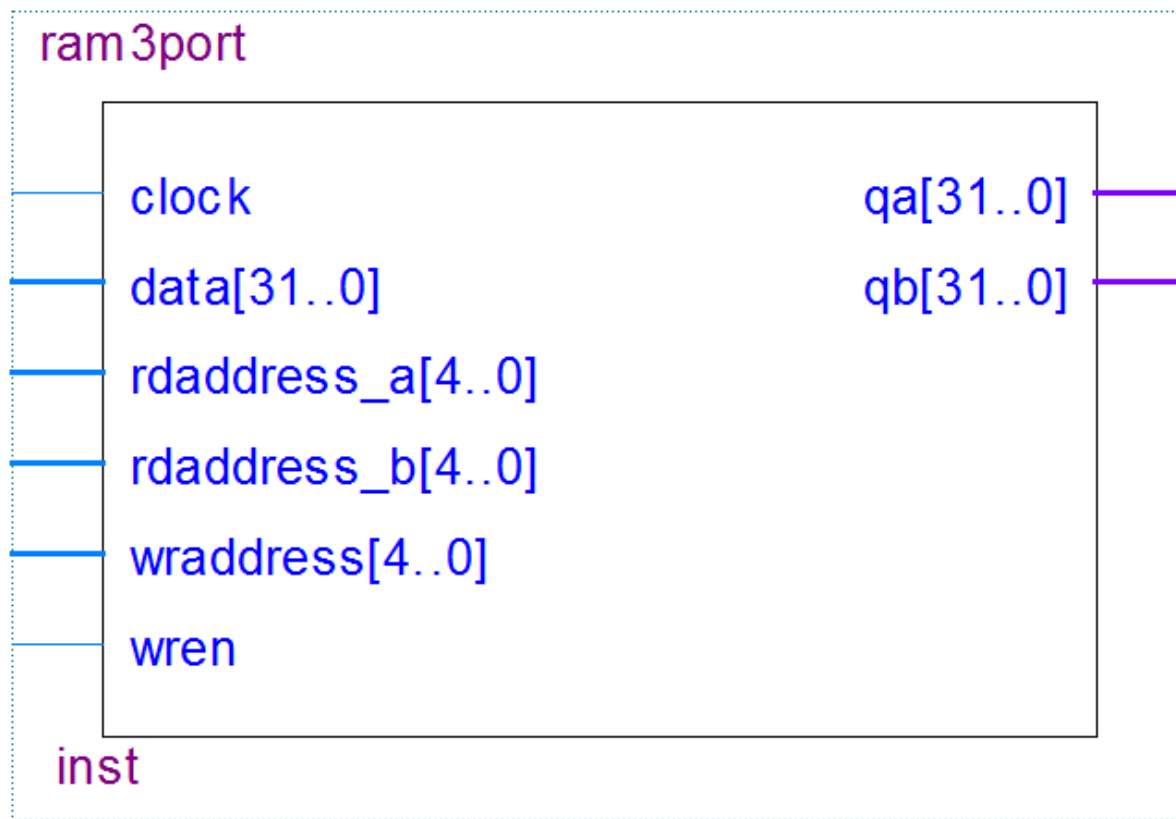 ram3port
clock
qa[31..0]
data[31..0]
qb[31..0]
rdaddress_a[4..0]
rdaddress_b[4..0]
wraddress[4..0]
wren
inst